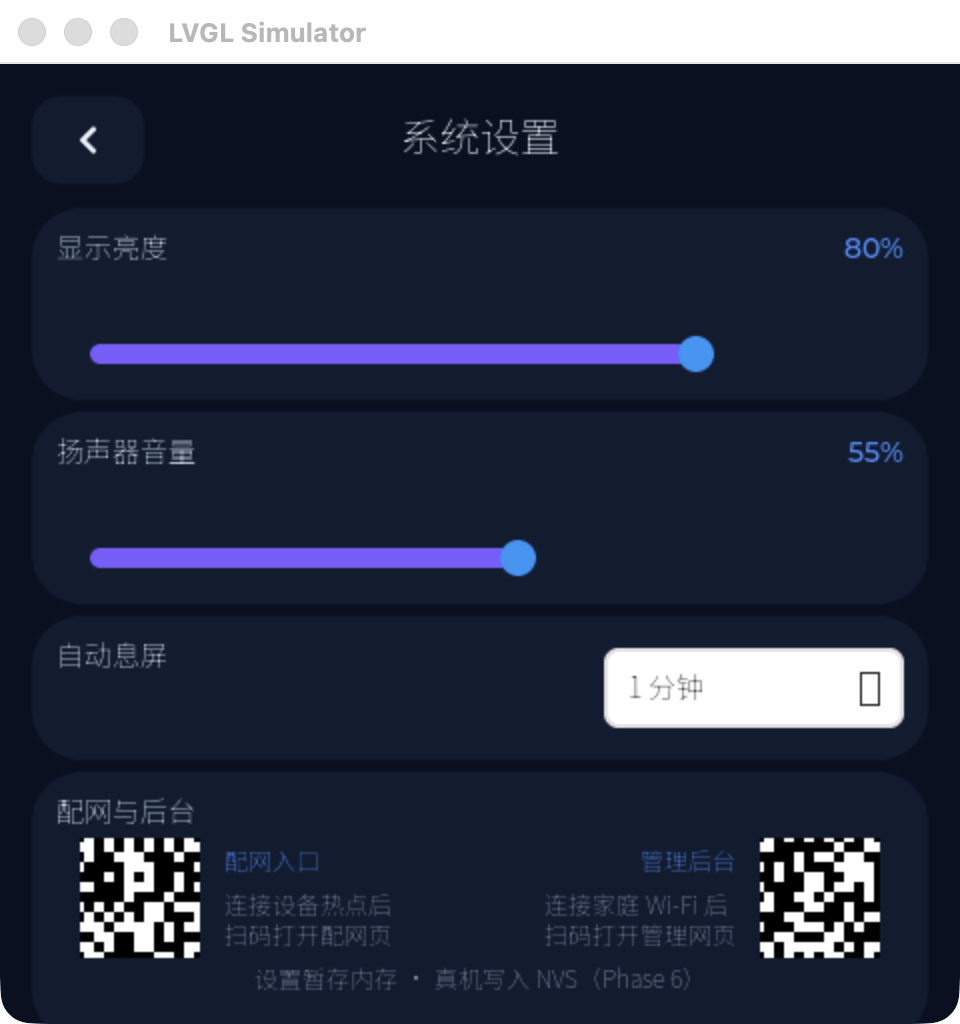 LVGL Simulator
系统设置
显示亮度
80%
扬声器音量
55%
自动息屏
1 分钟
配网与后台
配网入口
连接设备热点后
扫码打开配网页
管理后台
连接家庭 Wi-Fi 后
扫码打开管理网页
设置暂存内存 · 真机写入 NVS（Phase 6）